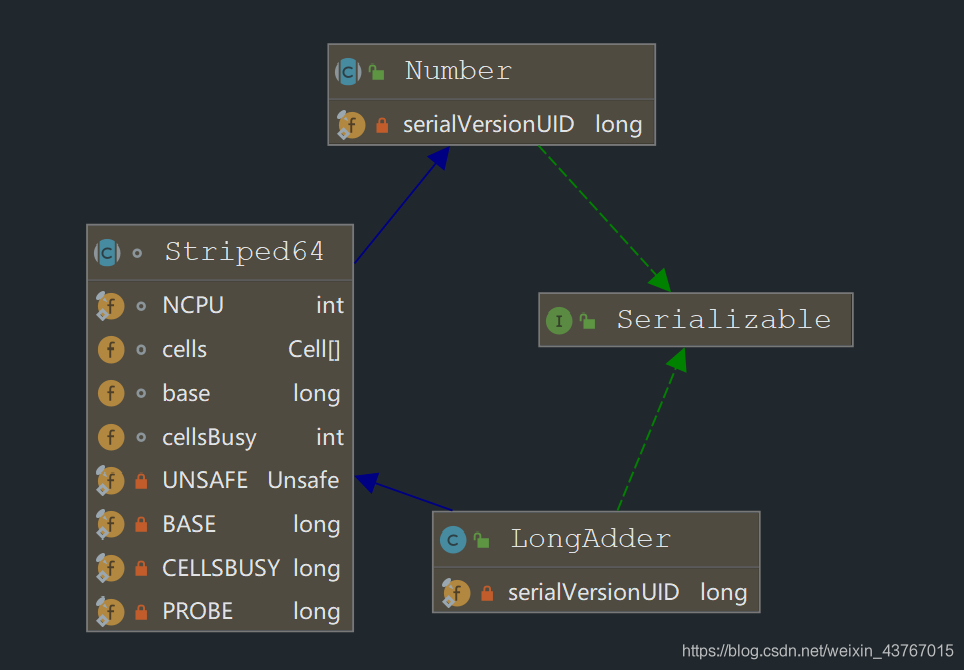 Number
serialVersionUID long
Striped64
NCPU int
cells Cell[]
base long
cellsBusy int
UNSAFE Unsafe
BASE long
CELLSBUSY long
PROBE long
Serializable
LongAdder
serialVersionUID long
https://blog.csdn.net/weixin_43767015